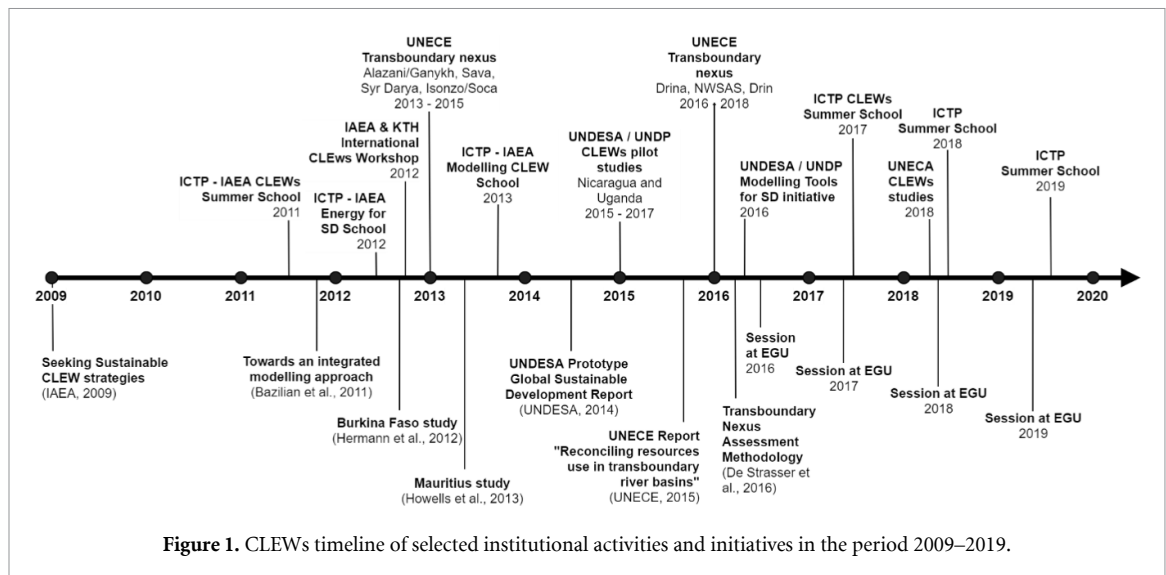 UNECE
Transboundary nexus
Alazani/Ganykh, Sava,
Syr Darya, Isonzo/Soca
2013 - 2015
UNECE
Transboundary
nexus
Drina, NWSAS, Drin
2016 - 2018
IAEA & KTH
International
CLEws Workshop
2012
ICTP - IAEA CLEWs
Summer School
2011
ICTP - IAEA
Energy for
SD School
2012
ICTP - IAEA
Modelling CLEW
School
2013
UNDESA / UNDP
CLEWs pilot
studies
Nicaragua and
Uganda
2015 - 2017
UNDESA / UNDP
Modelling Tools
for SD initiative
2016
ICTP CLEWs
Summer School
2017
UNECA
CLEWs
studies
2018
ICTP
Summer School
2018
ICTP
Summer School
2019
2009 2010 2011 2012 2013 2014 2015 2016 2017 2018 2019 2020
Seeking Sustainable
CLEW strategies
(IAEA, 2009)
Towards an integrated
modelling approach
(Bazilian et al., 2011)
Burkina Faso study
(Hermann et al., 2012)
Mauritius study
(Howells et al., 2013)
UNDESA Prototype
Global Sustainable
Development Report
(UNDESA, 2014)
UNECE Report
"Reconciling resources
use in transboundary
river basins"
(UNECE, 2015)
Transboundary
Nexus
Assessment
Methodology
(De Strasser et
al., 2016)
Session
at EGU
2016
Session at EGU
2017
Session at EGU
2018
Session at EGU
2019
Figure 1. CLEWs timeline of selected institutional activities and initiatives in the period 2009–2019.